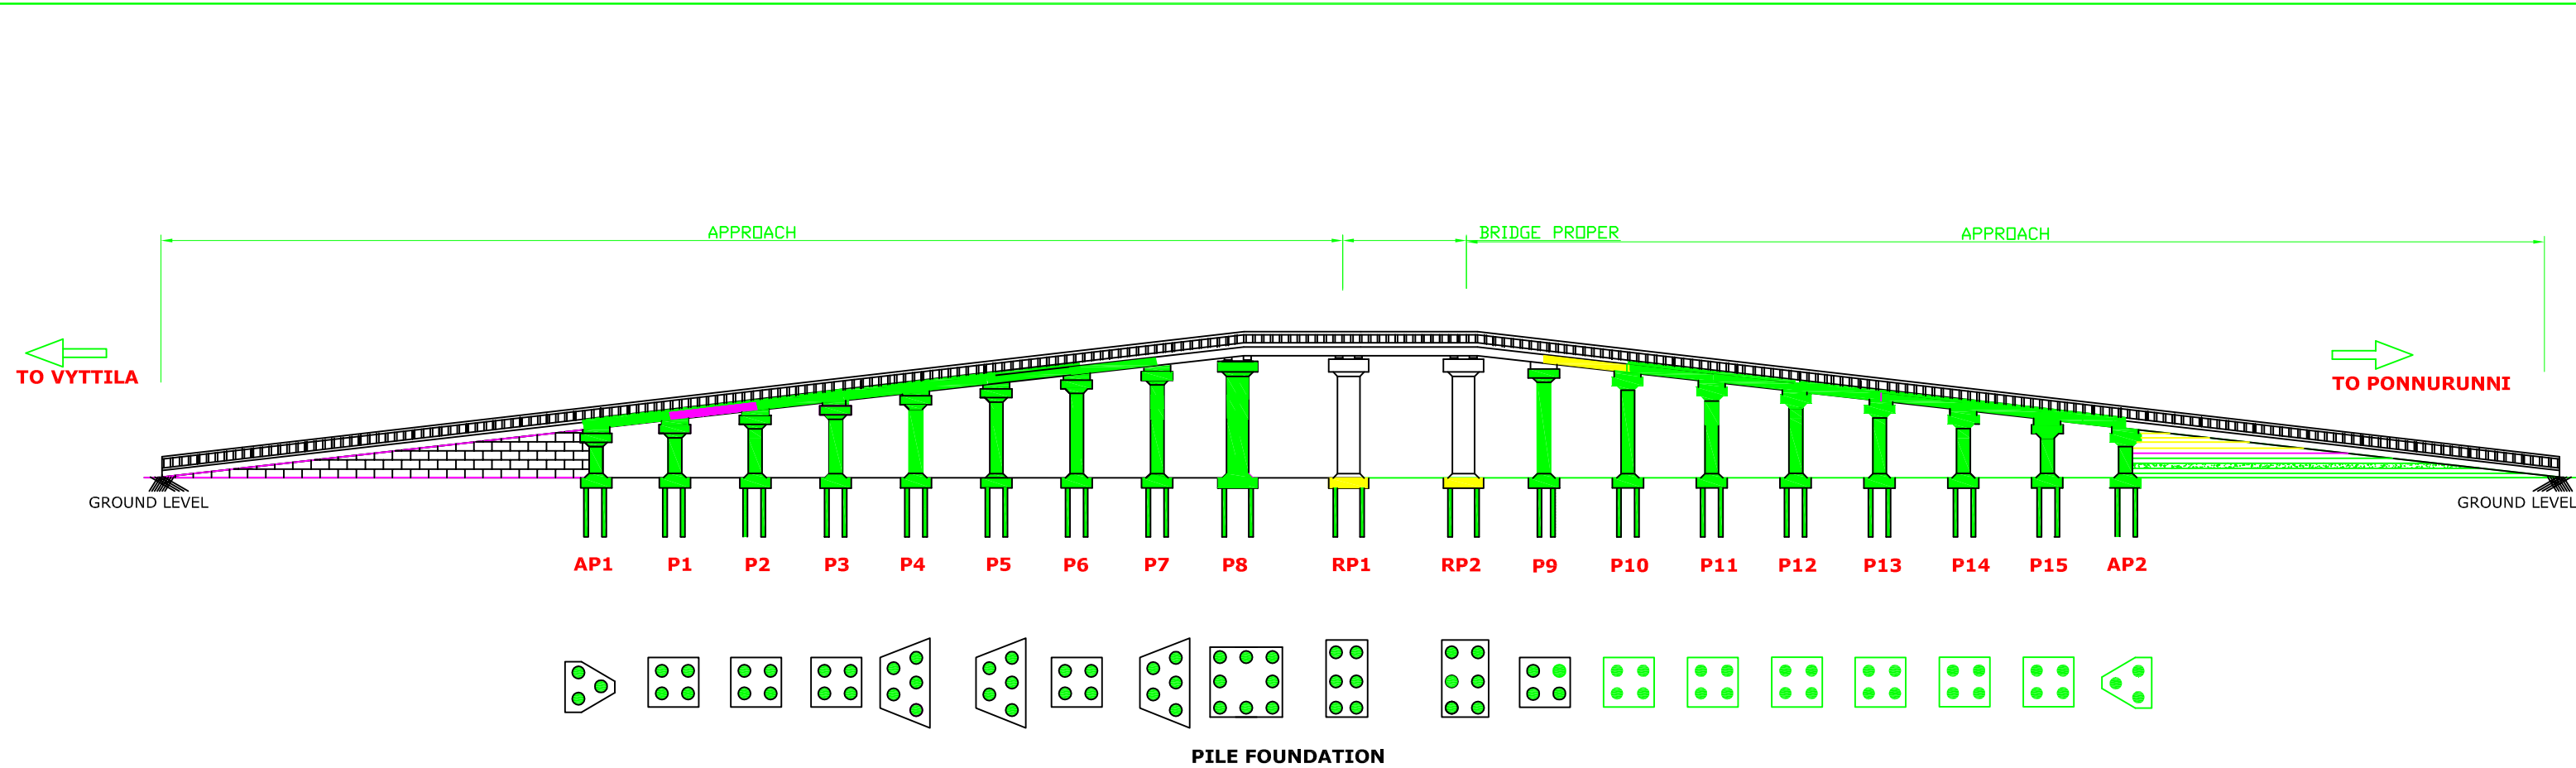 APPROACH
BRIDGE PROPER
APPROACH
TO VYTTILA
TO PONNURUNNI
GROUND LEVEL
GROUND LEVEL
AP1 P1 P2 P3 P4 P5 P6 P7 P8 RP1 RP2 P9 P10 P11 P12 P13 P14 P15 AP2
PILE FOUNDATION